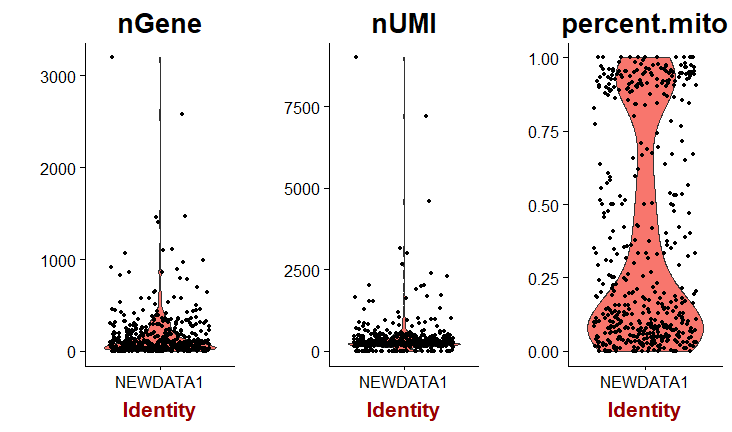 nGene
3000
2000
1000
0
NEWDATA1
Identity
nUMI
7500
5000
2500
0
NEWDATA1
Identity
percent.mito
1.00
0.75
0.50
0.25
0.00
NEWDATA1
Identity